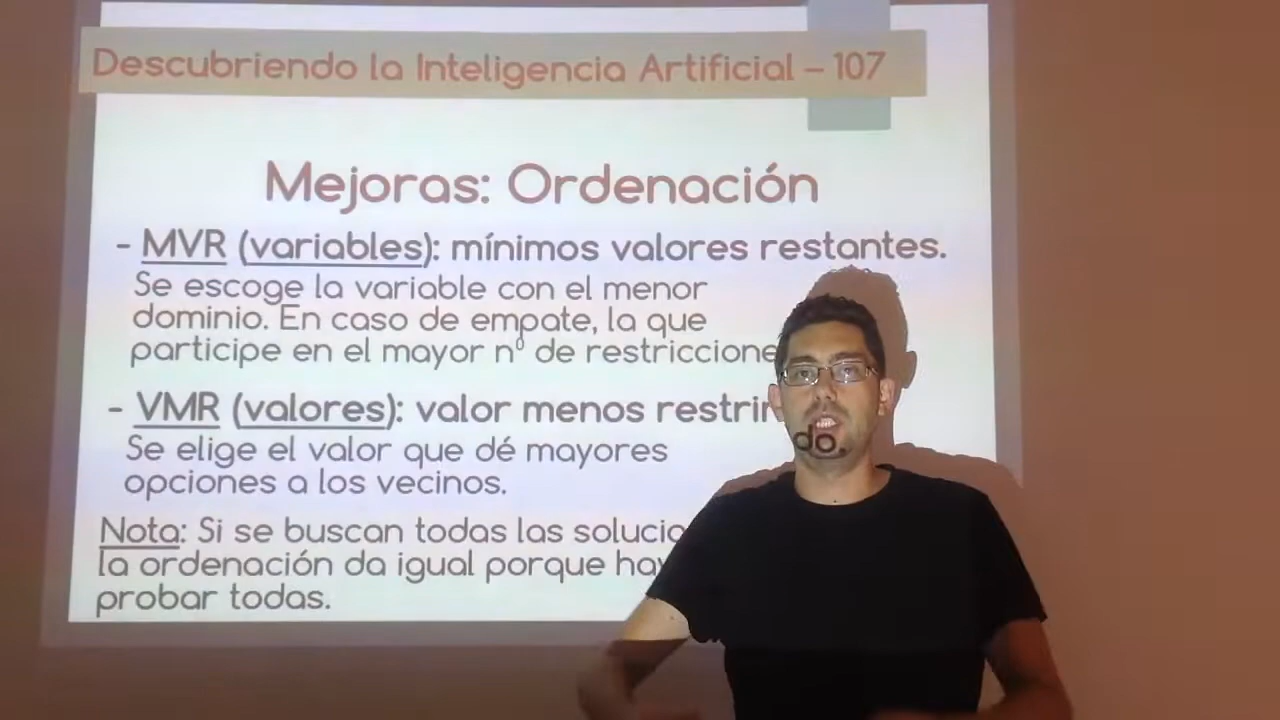 Descubriendo la Inteligencia Artificial – 107
Mejoras: Ordenación
- MVR (variables): mínimos valores restantes.
Se escoge la variable con el menor
dominio. En caso de empate, la que
participe en el mayor nº de restriccione
- VMR (valores): valor menos restrin do.
Se elige el valor que dé mayores
opciones a los vecinos.
Nota: Si se buscan todas las solucio
la ordenación da igual porque hay
probar todas.